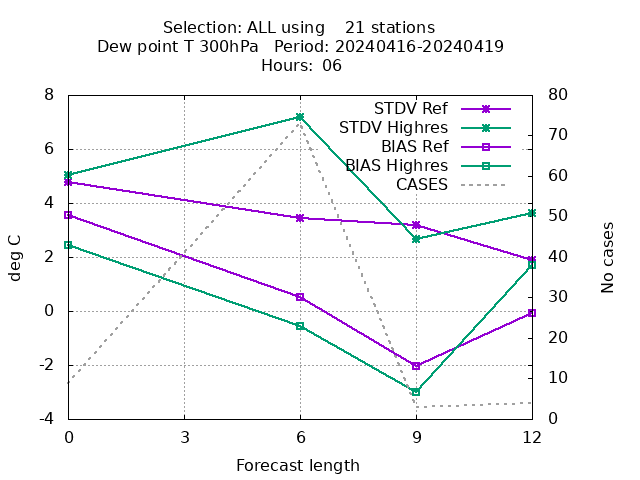 Selection: ALL using    21 stations
Dew point T 300hPa   Period: 20240416-20240419
Hours: 06
8
6
4
2
0
-2
-4
80
70
60
50
40
30
20
10
0
STDV Ref
STDV Highres
BIAS Ref
BIAS Highres
CASES
deg C
No cases
0 3 6 9 12
Forecast length